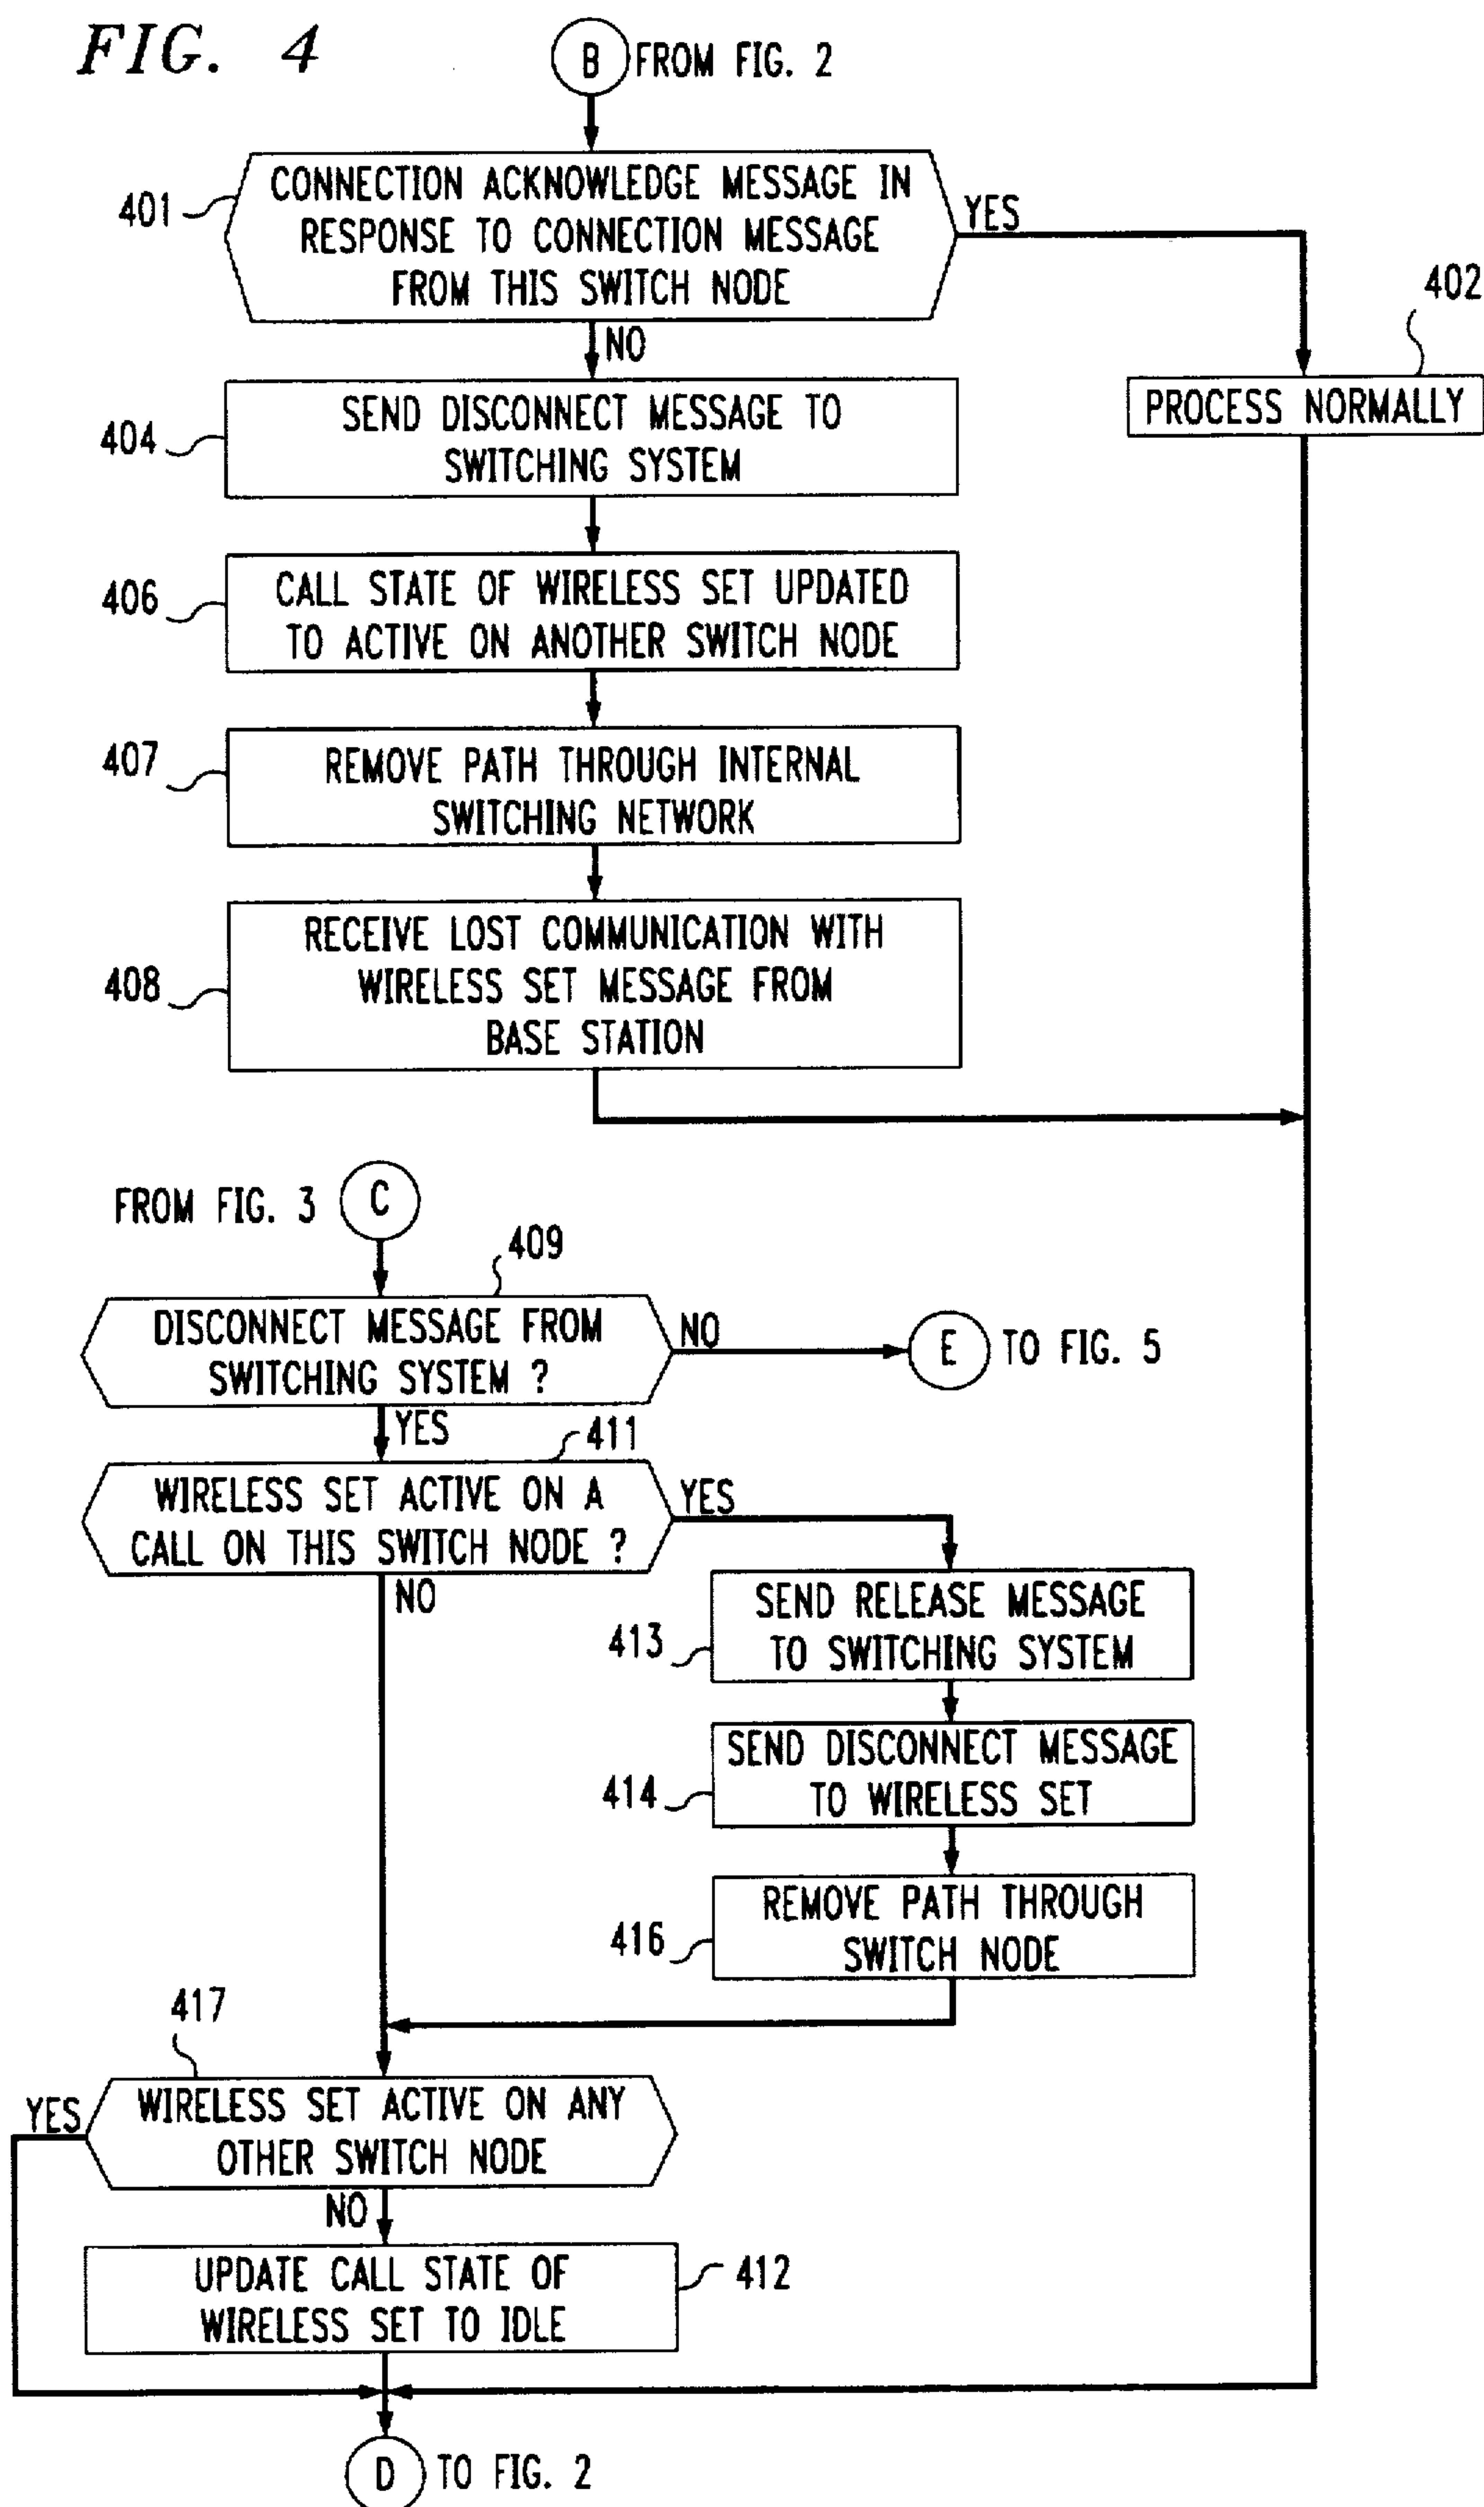 FIG. 4
B FROM FIG. 2
401
CONNECTION ACKNOWLEDGE MESSAGE IN
RESPONSE TO CONNECTION MESSAGE
FROM THIS SWITCH NODE
YES
NO
402
PROCESS NORMALLY
404
SEND DISCONNECT MESSAGE TO
SWITCHING SYSTEM
406
CALL STATE OF WIRELESS SET UPDATED
TO ACTIVE ON ANOTHER SWITCH NODE
407
REMOVE PATH THROUGH INTERNAL
SWITCHING NETWORK
408
RECEIVE LOST COMMUNICATION WITH
WIRELESS SET MESSAGE FROM
BASE STATION
FROM FIG. 3 C
409
DISCONNECT MESSAGE FROM
SWITCHING SYSTEM ?
NO
E TO FIG. 5
YES
411
WIRELESS SET ACTIVE ON A
CALL ON THIS SWITCH NODE ?
YES
NO
413
SEND RELEASE MESSAGE
TO SWITCHING SYSTEM
414
SEND DISCONNECT MESSAGE
TO WIRELESS SET
416
REMOVE PATH THROUGH
SWITCH NODE
417
YES
WIRELESS SET ACTIVE ON ANY
OTHER SWITCH NODE
NO
UPDATE CALL STATE OF
WIRELESS SET TO IDLE
412
D TO FIG. 2